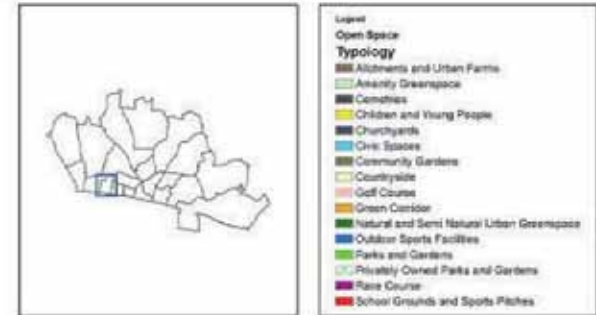 Legend
Open Space
Typology
Allotments and Urban Farms
Amenity Greenspace
Cemetries
Children and Young People
Churchyards
Civic Spaces
Community Gardens
Countryside
Golf Course
Green Corridor
Natural and Semi Natural Urban Greenspace
Outdoor Sports Facilities
Parks and Gardens
Privately Owned Parks and Gardens
Race Course
School Grounds and Sports Pitches